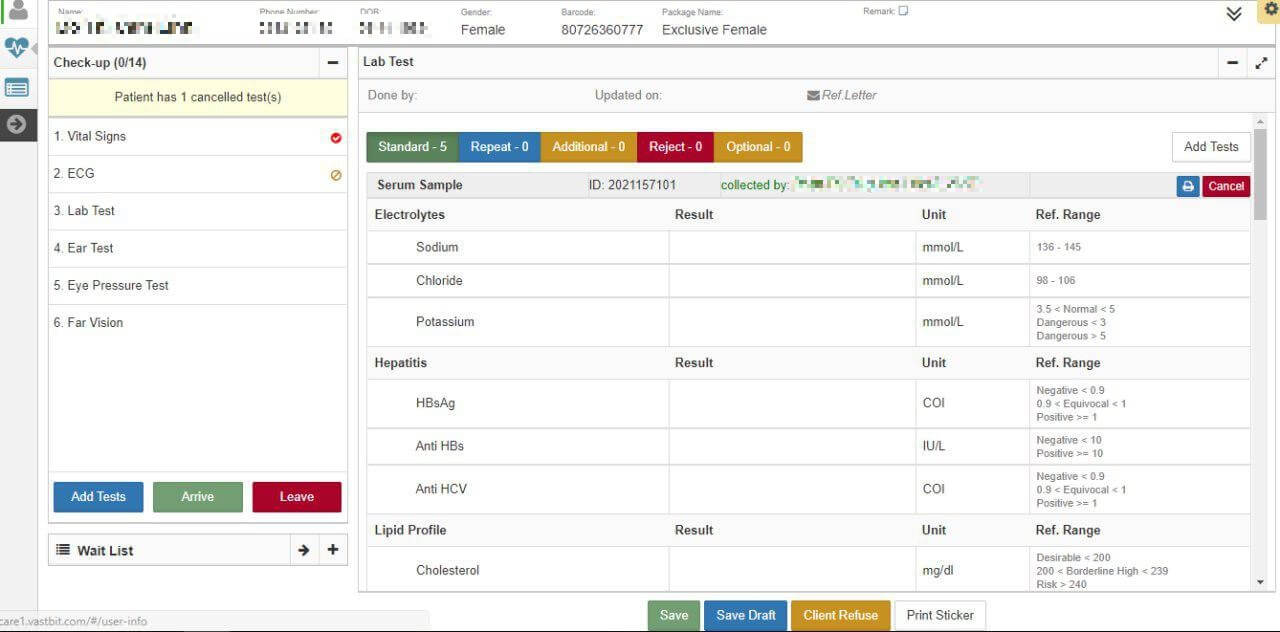 Name: Phone Number: DOB: Gender: Barcode: Package Name: Remark:
Female 80726360777 Exclusive Female
Check-up (0/14)
Patient has 1 cancelled test(s)
1. Vital Signs
2. ECG
3. Lab Test
4. Ear Test
5. Eye Pressure Test
6. Far Vision
Add Tests Arrive Leave
Wait List
Lab Test
Done by: Updated on: Ref.Letter
Standard - 5 Repeat - 0 Additional - 0 Reject - 0 Optional - 0 Add Tests
Serum Sample ID: 2021157101 collected by: Cancel
Electrolytes Result Unit Ref. Range
Sodium mmol/L 136 - 145
Chloride mmol/L 98 - 106
Potassium mmol/L 3.5 < Normal < 5
Dangerous < 3
Dangerous > 5
Hepatitis Result Unit Ref. Range
HBsAg COI Negative < 0.9
0.9 < Equivocal < 1
Positive >= 1
Anti HBs IU/L Negative < 10
Positive >= 10
Anti HCV COI Negative < 0.9
0.9 < Equivocal < 1
Positive >= 1
Lipid Profile Result Unit Ref. Range
Cholesterol mg/dl Desirable < 200
200 < Borderline High < 239
Risk > 240
Save Save Draft Client Refuse Print Sticker
care1.vastbit.com/#/user-info